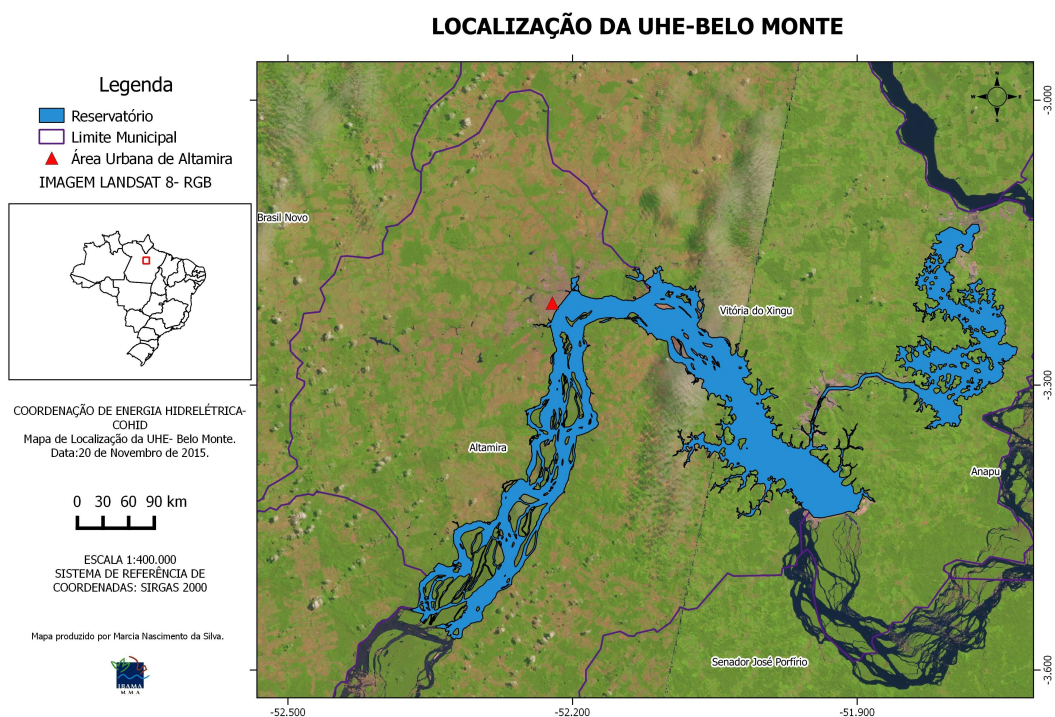 LOCALIZAÇÃO DA UHE-BELO MONTE
Legenda
Reservatório
Limite Municipal
Área Urbana de Altamira
IMAGEM LANDSAT 8- RGB
COORDENAÇÃO DE ENERGIA HIDRELÉTRICA-
COHID
Mapa de Localização da UHE- Belo Monte.
Data:20 de Novembro de 2015.
0 30 60 90 km
ESCALA 1:400.000
SISTEMA DE REFERÊNCIA DE
COORDENADAS: SIRGAS 2000
Mapa produzido por Marcia Nascimento da Silva.
IBAMA
M M A
Brasil Novo
Vitória do Xingu
Altamira
Anapu
Senador José Porfírio
N
W
E
S
-3.000
-3.300
-3.600
-52.500
-52.200
-51.900